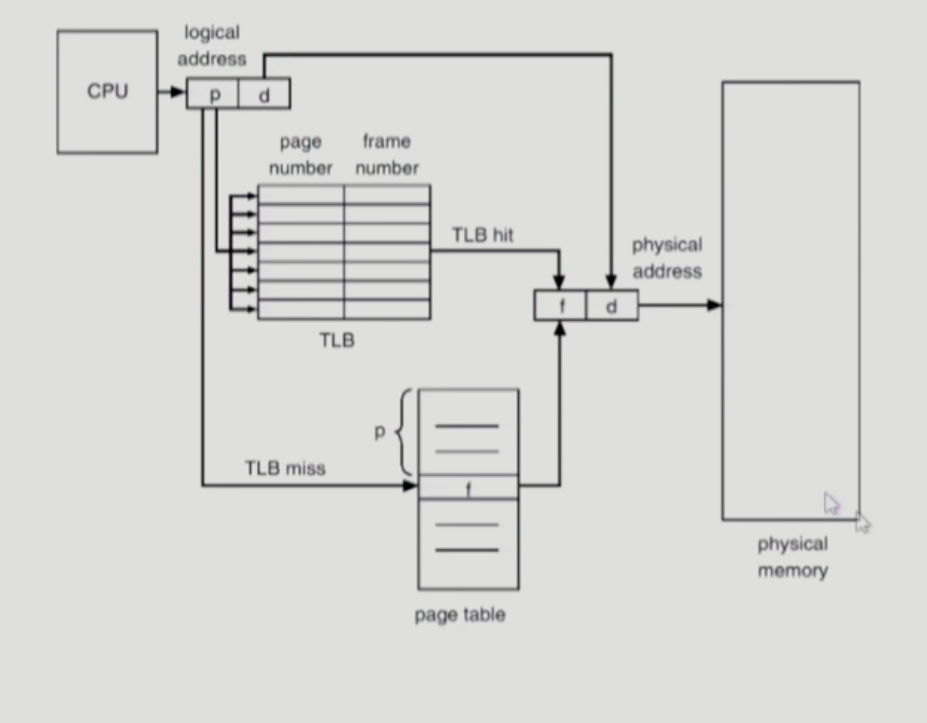 logical
address
CPU
p d
page frame
number number
TLB hit
physical
address
f d
TLB
p
TLB miss
f
physical
memory
page table